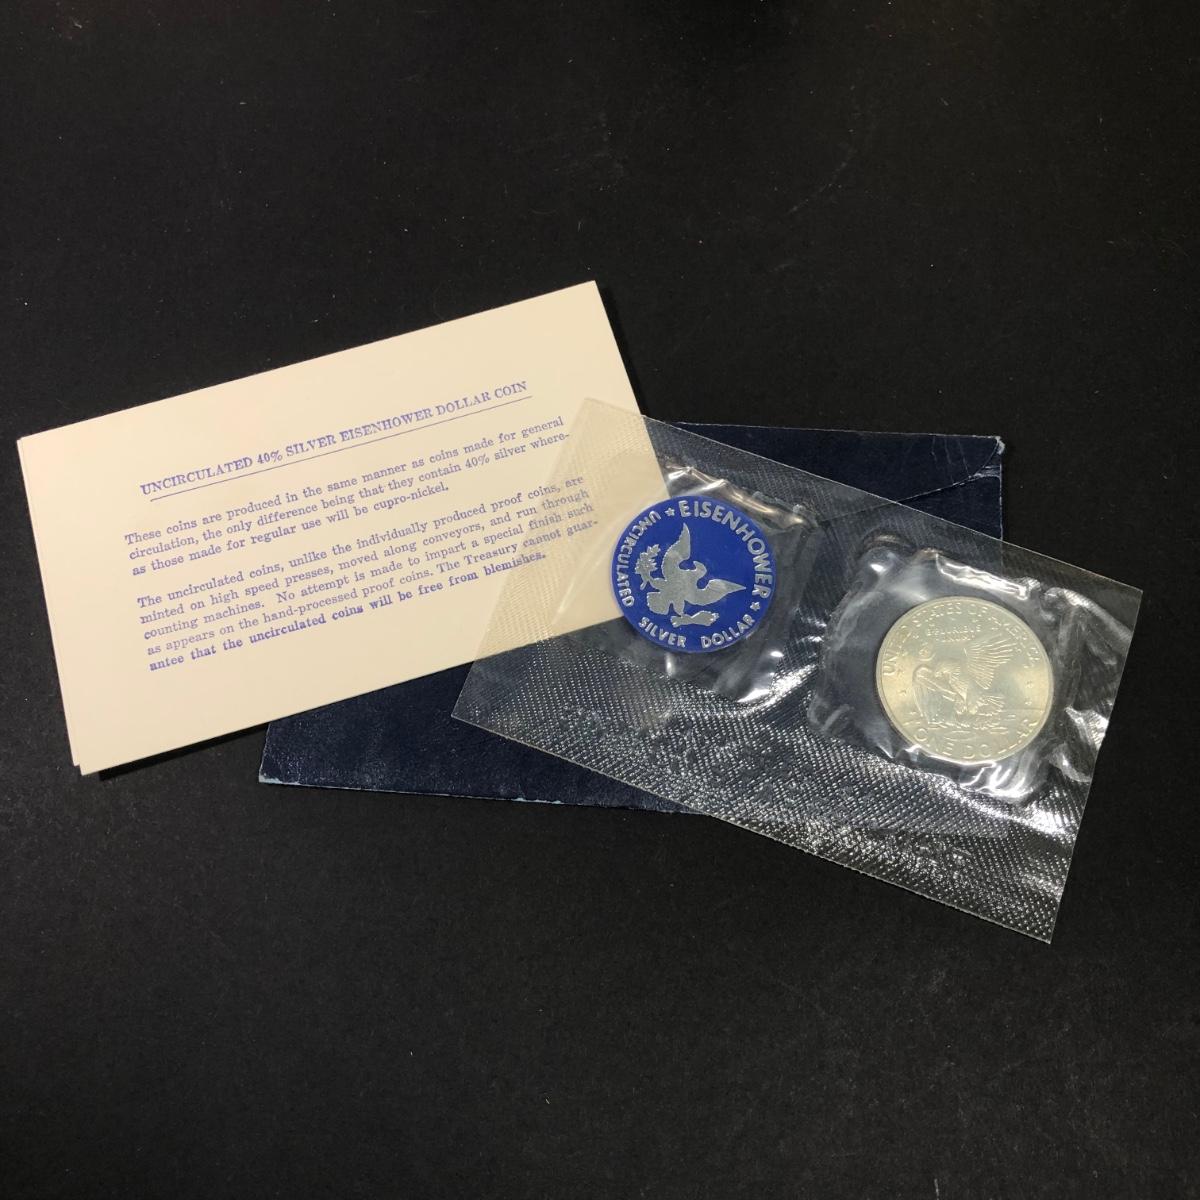 UNCIRCULATED 40% SILVER EISENHOWER DOLLAR COIN
These coins are produced in the same manner as coins made for general
circulation, the only difference being that they contain 40% silver where-
as those made for regular use will be cupro-nickel.
The uncirculated coins, unlike the individually produced proof coins, are
minted on high speed presses, moved along conveyors, and run through
counting machines. No attempt is made to impart a special finish such
as appears on the hand-processed proof coins. The Treasury cannot guar-
antee that the uncirculated coins will be free from blemishes.
★ EISENHOWER ★
UNCIRCULATED SILVER DOLLAR
UNITED STATES OF AMERICA
E PLURIBUS UNUM
ONE DOLLAR